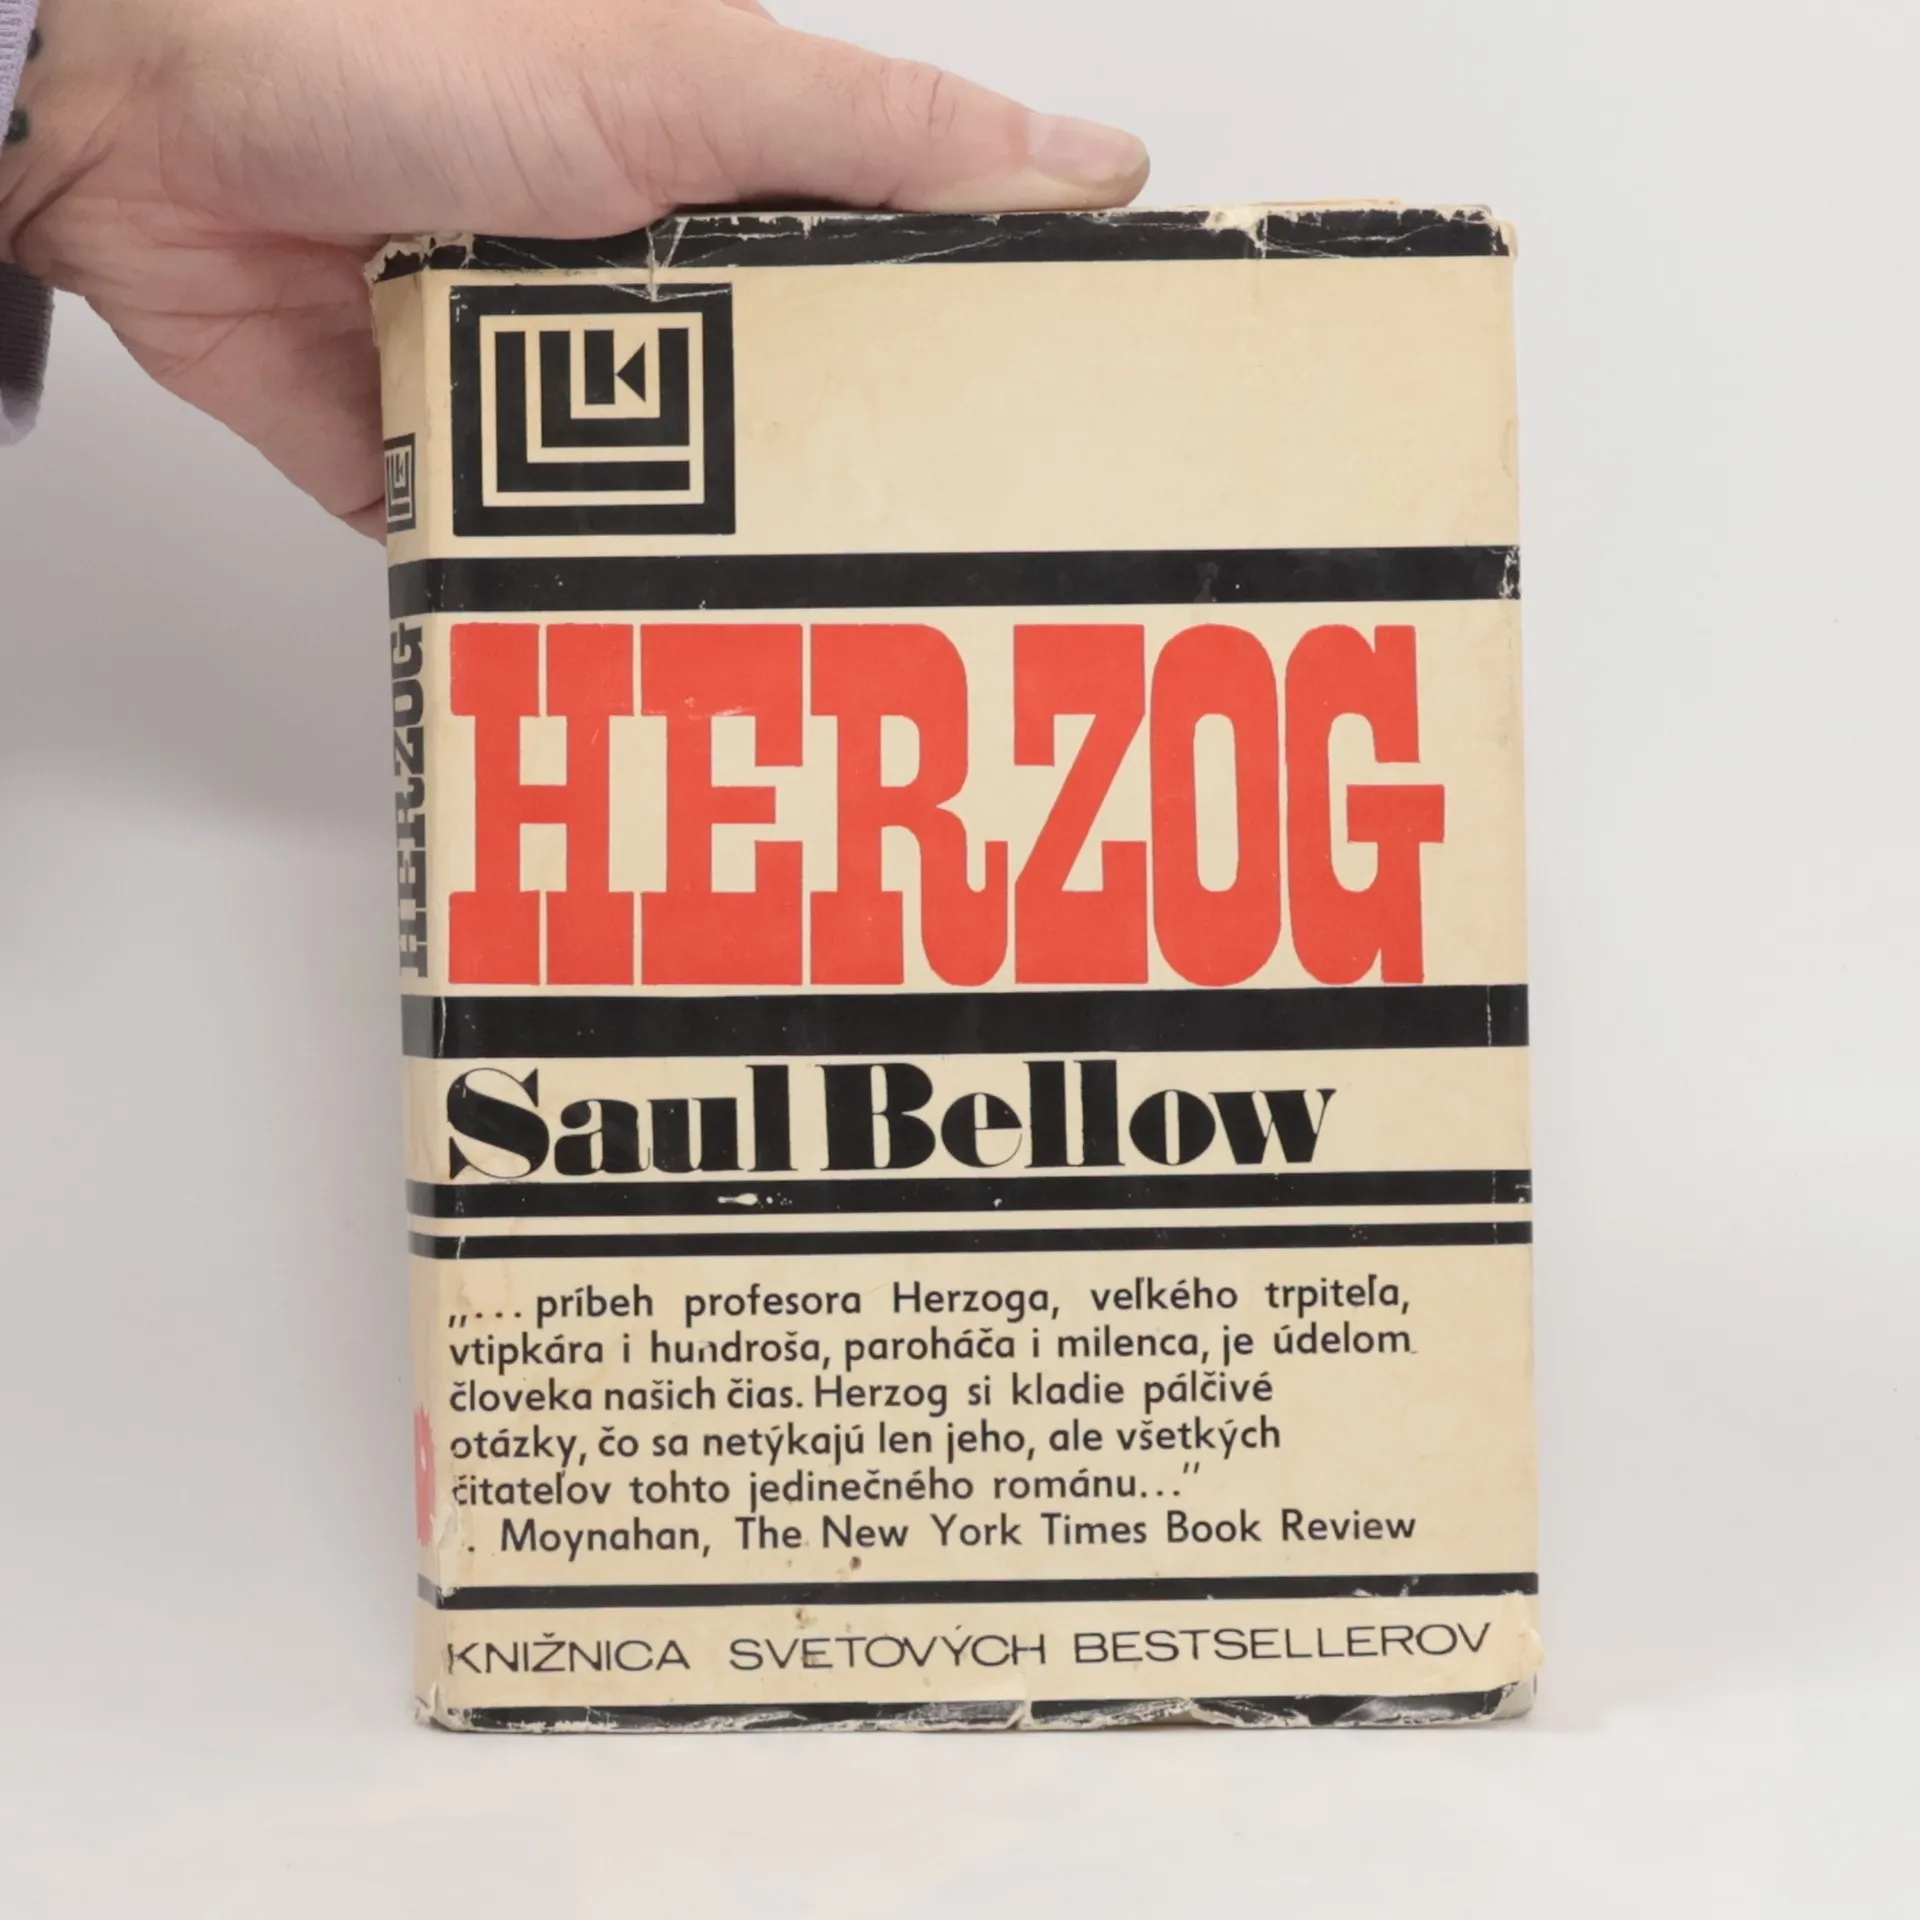 HERZOG
HERZOG
Saul Bellow
„... príbeh profesora Herzoga, veľkého trpiteľa,
vtipkára i hundroša, paroháča i milenca, je údelom
človeka našich čias. Herzog si kladie pálčivé
otázky, čo sa netýkajú len jeho, ale všetkých
čitateľov tohto jedinečného románu..."
. Moynahan, The New York Times Book Review
KNIŽNICA SVETOVÝCH BESTSELLEROV